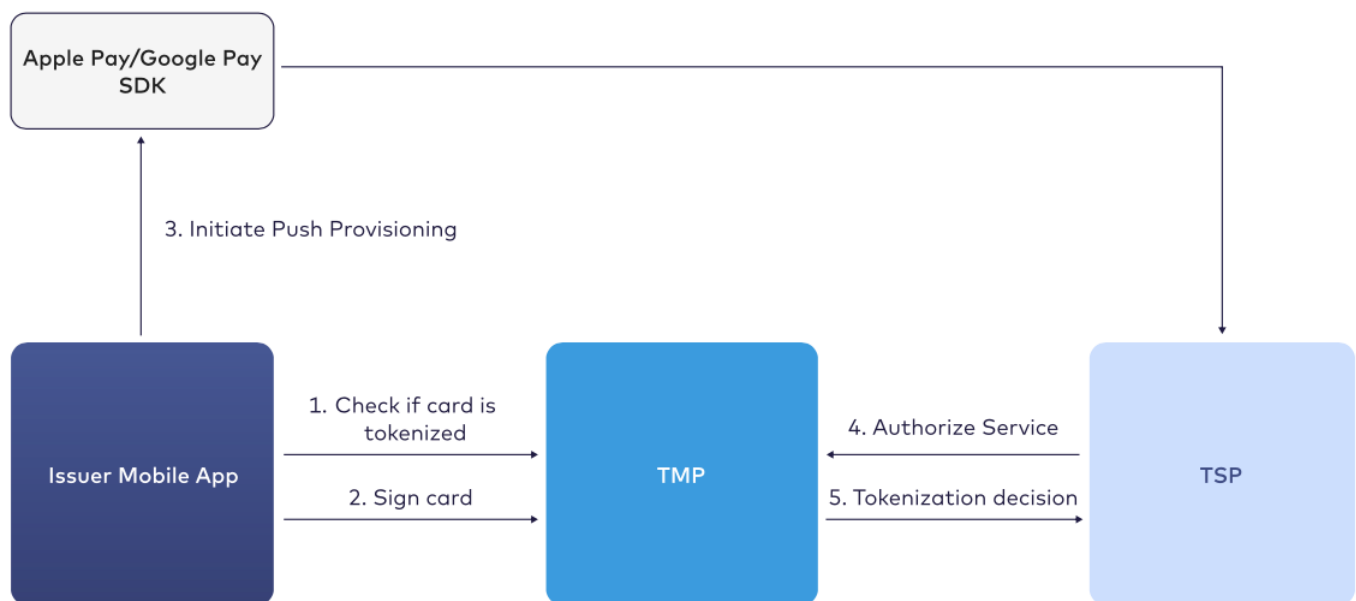 Apple Pay/Google Pay
SDK
3. Initiate Push Provisioning
1. Check if card is
tokenized
4. Authorize Service
Issuer Mobile App
TMP
TSP
2. Sign card
5. Tokenization decision